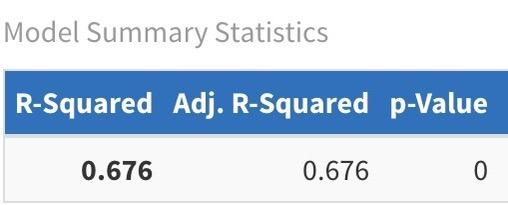 Model Summary Statistics
R-Squared Adj. R-Squared p-Value
0.676 0.676 0